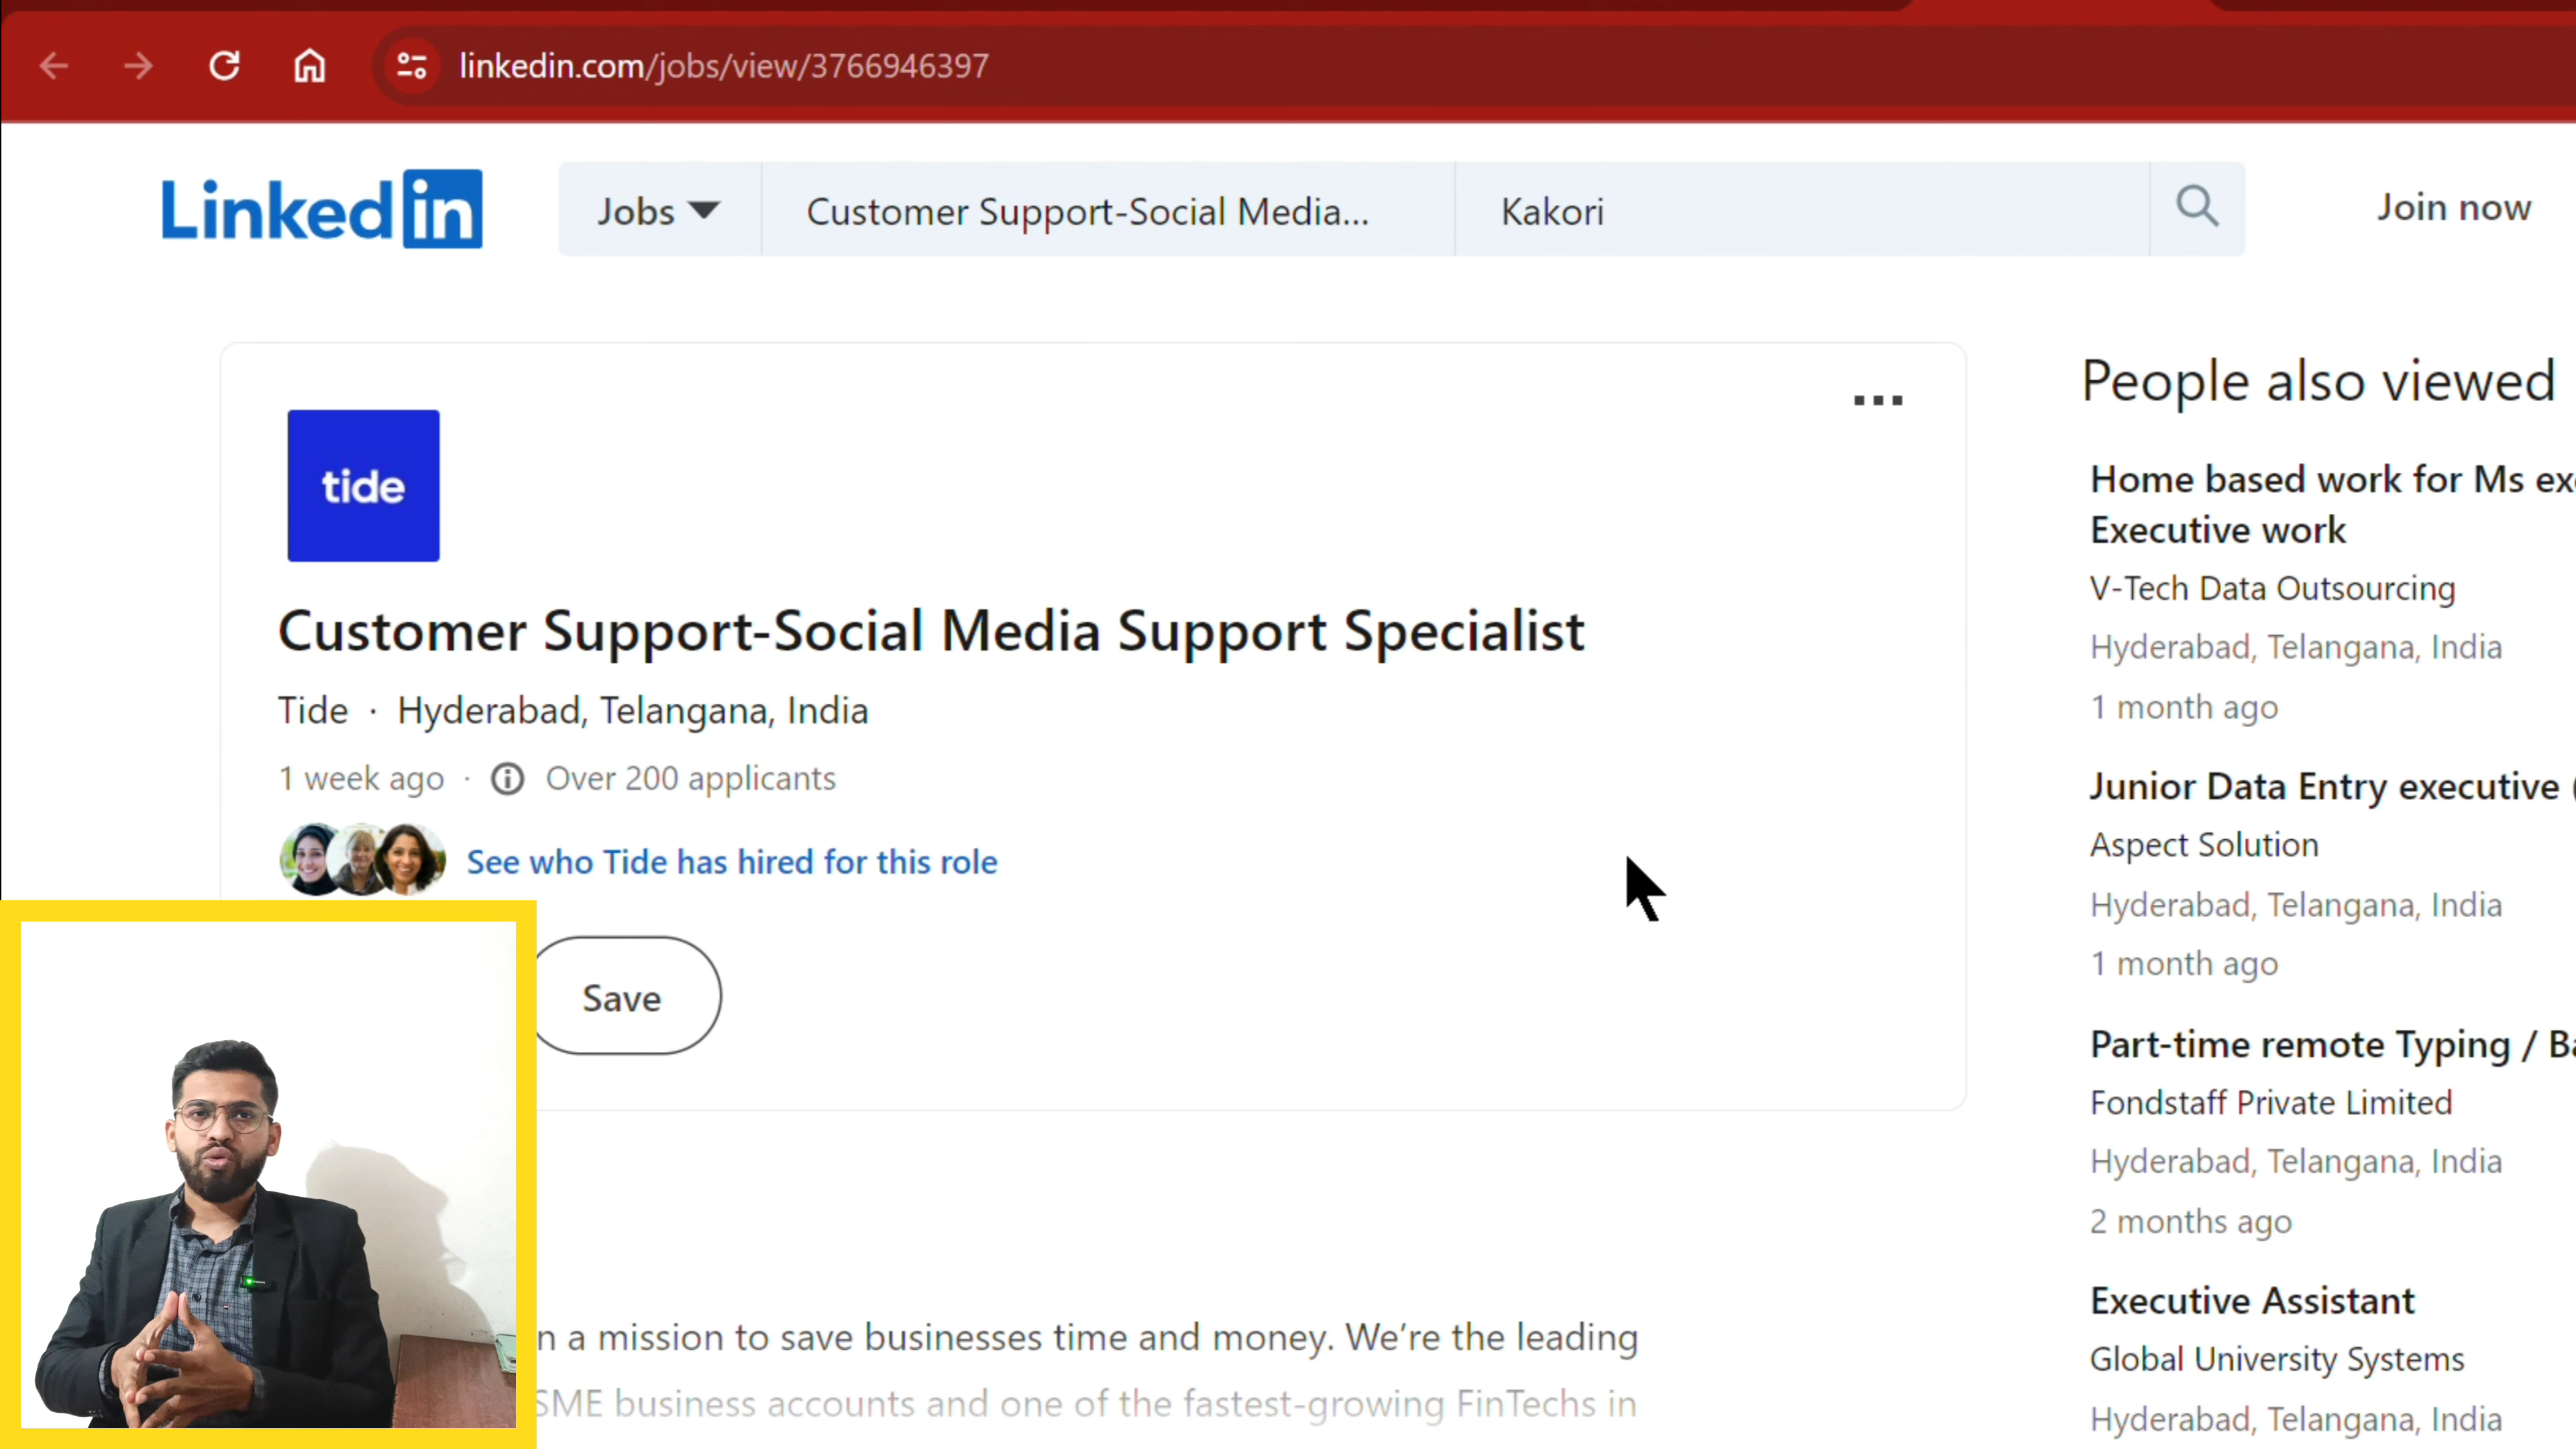 linkedin.com/jobs/view/3766946397
Linked in
Jobs
Customer Support-Social Media...
Kakori
Join now
tide
Customer Support-Social Media Support Specialist
Tide · Hyderabad, Telangana, India
1 week ago · Over 200 applicants
See who Tide has hired for this role
Save
n a mission to save businesses time and money. We're the leading
SME business accounts and one of the fastest-growing FinTechs in
People also viewed
Home based work for Ms ex
Executive work
V-Tech Data Outsourcing
Hyderabad, Telangana, India
1 month ago
Junior Data Entry executive (
Aspect Solution
Hyderabad, Telangana, India
1 month ago
Part-time remote Typing / Ba
Fondstaff Private Limited
Hyderabad, Telangana, India
2 months ago
Executive Assistant
Global University Systems
Hyderabad, Telangana, India